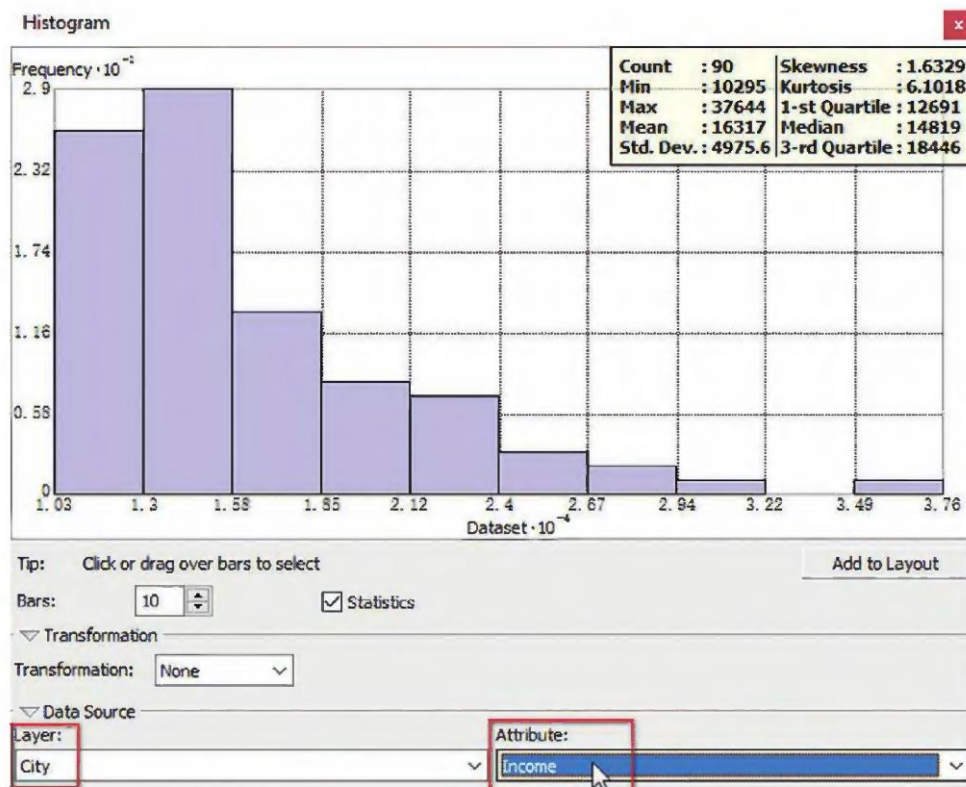 Histogram
x
Frequency · 10⁻¹
2.9
2.32
1.74
1.16
0.58
0
Count : 90 Skewness : 1.6329
Min : 10295 Kurtosis : 6.1018
Max : 37644 1-st Quartile : 12691
Mean : 16317 Median : 14819
Std. Dev. : 4975.6 3-rd Quartile : 18446
1.03 1.3 1.58 1.85 2.12 2.4 2.67 2.94 3.22 3.49 3.76
Dataset · 10⁻⁴
Tip: Click or drag over bars to select Add to Layout
Bars: 10 Statistics
Transformation
Transformation: None
Data Source
Layer: Attribute:
City Income